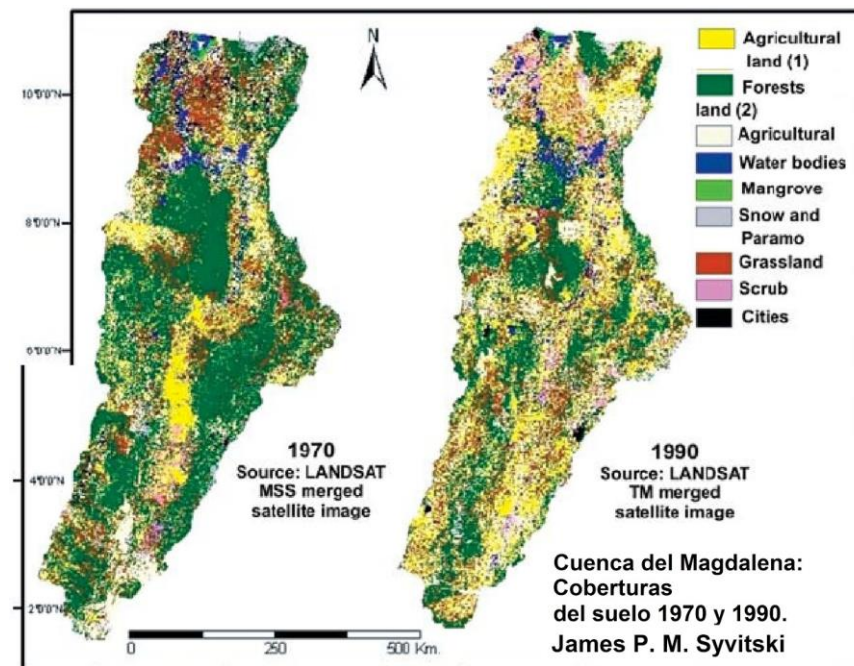 N
10°0'0"N
8°0'0"N
6°0'0"N
4°0'0"N
2°0'0"N
Agricultural
land (1)
Forests
land (2)
Agricultural
Water bodies
Mangrove
Snow and
Paramo
Grassland
Scrub
Cities
1970
Source: LANDSAT
MSS merged
satellite image
1990
Source: LANDSAT
TM merged
satellite image
Cuenca del Magdalena:
Coberturas
del suelo 1970 y 1990.
James P. M. Syvitski
0 250 500 Km.